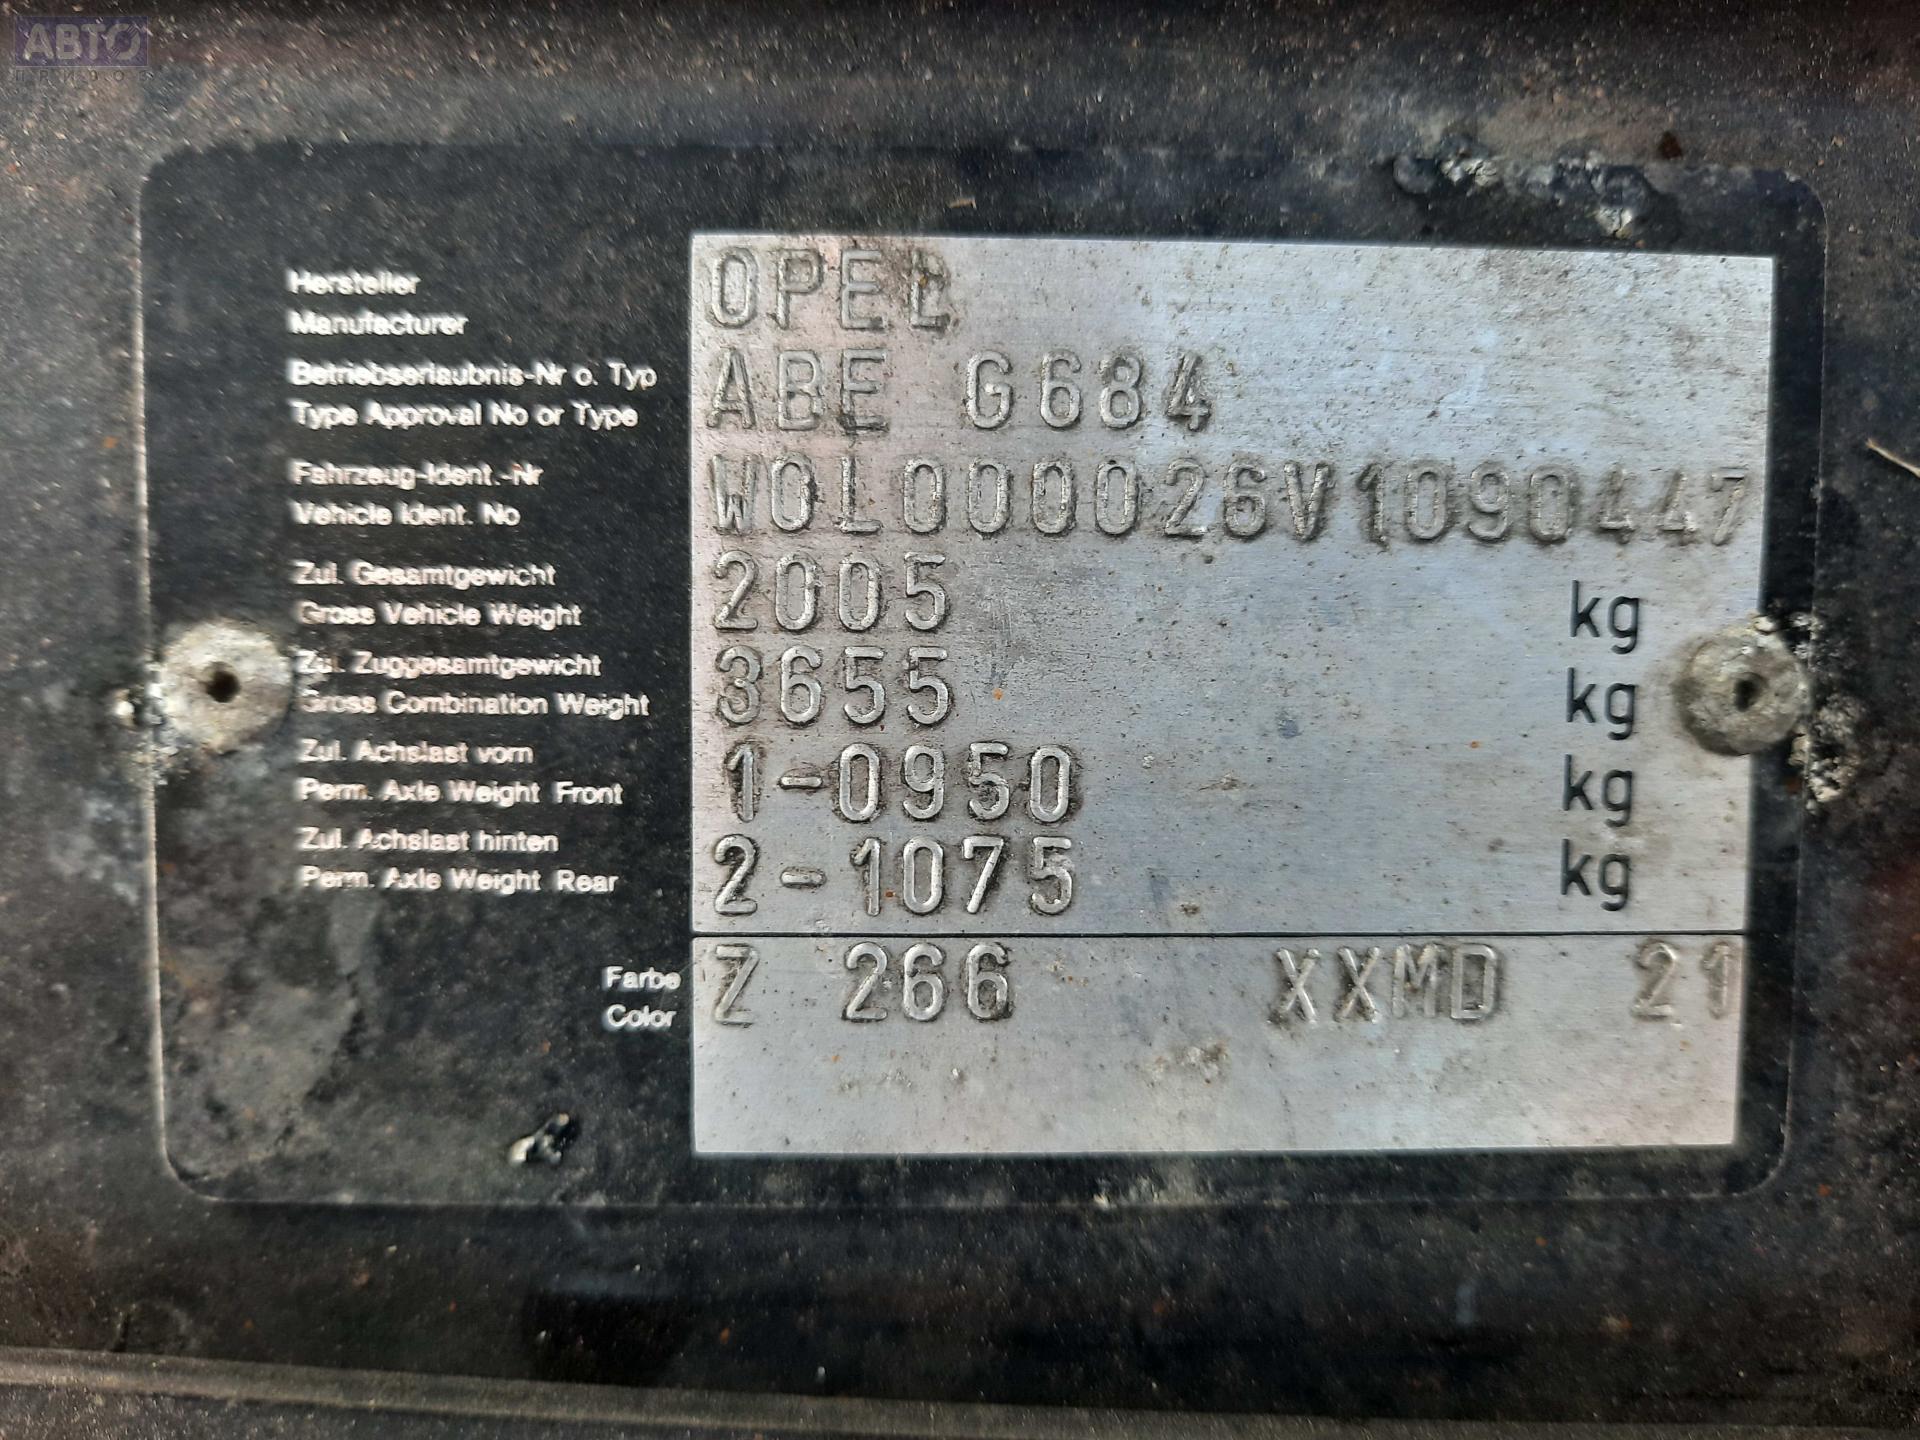 АВТО
ПРИВОЗ
Hersteller
Manufacturer
OPEL
Betriebserlaubnis-Nr o. Typ
Type Approval No or Type
ABE G684
Fahrzeug-Ident.-Nr
Vehicle Ident. No
W0L000026V1090447
Zul. Gesamtgewicht
Gross Vehicle Weight
2005 kg
Zul. Zuggesamtgewicht
Gross Combination Weight
3655 kg
Zul. Achslast vorn
Perm. Axle Weight Front
1-0950 kg
Zul. Achslast hinten
Perm. Axle Weight Rear
2-1075 kg
Farbe
Color
Z 266 XXMD 21